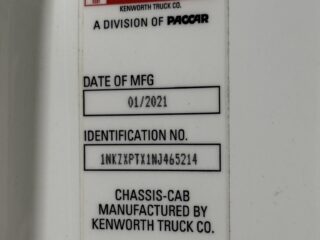 KENWORTH TRUCK CO.
A DIVISION OF PACCAR
DATE OF MFG
01/2021
IDENTIFICATION NO.
1NKZXPTX1NJ465214
CHASSIS-CAB
MANUFACTURED BY
KENWORTH TRUCK CO.